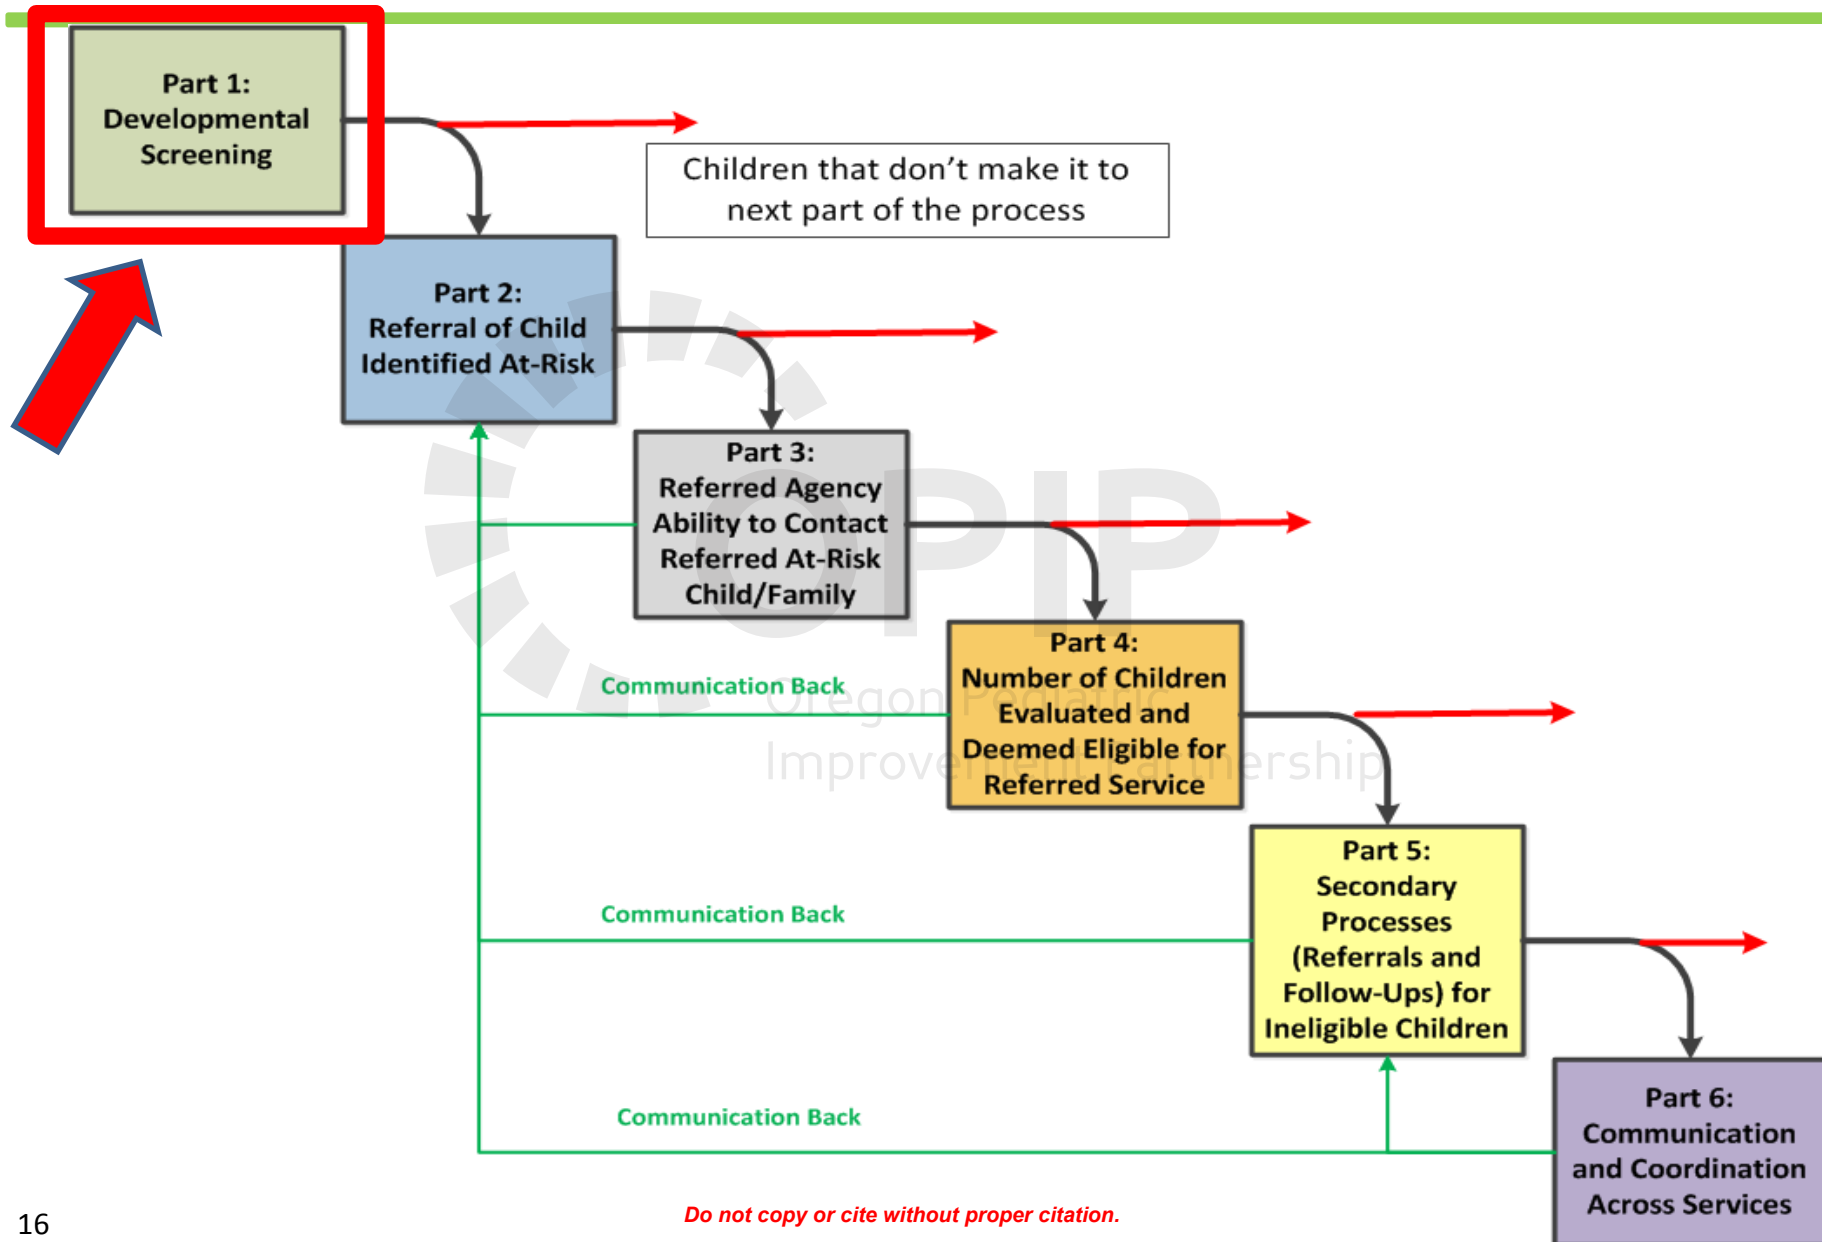 Part 1:
Developmental
Screening
Children that don't make it to
next part of the process
Part 2:
Referral of Child
Identified At-Risk
Part 3:
Referred Agency
Ability to Contact
Referred At-Risk
Child/Family
OPIP
Oregon Pediatric
Improvement Partnership
Communication Back
Part 4:
Number of Children
Evaluated and
Deemed Eligible for
Referred Service
Communication Back
Part 5:
Secondary
Processes
(Referrals and
Follow-Ups) for
Ineligible Children
Communication Back
Part 6:
Communication
and Coordination
Across Services
16
Do not copy or cite without proper citation.